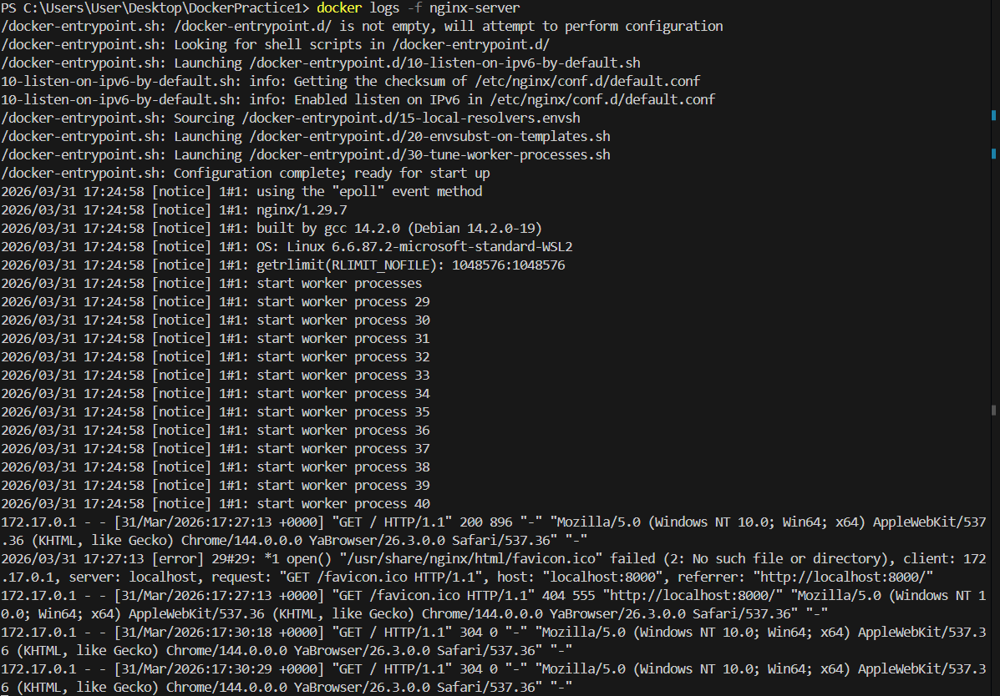 PS C:\Users\User\Desktop\DockerPractice1> docker logs -f nginx-server
/docker-entrypoint.sh: /docker-entrypoint.d/ is not empty, will attempt to perform configuration
/docker-entrypoint.sh: Looking for shell scripts in /docker-entrypoint.d/
/docker-entrypoint.sh: Launching /docker-entrypoint.d/10-listen-on-ipv6-by-default.sh
10-listen-on-ipv6-by-default.sh: info: Getting the checksum of /etc/nginx/conf.d/default.conf
10-listen-on-ipv6-by-default.sh: info: Enabled listen on IPv6 in /etc/nginx/conf.d/default.conf
/docker-entrypoint.sh: Sourcing /docker-entrypoint.d/15-local-resolvers.envsh
/docker-entrypoint.sh: Launching /docker-entrypoint.d/20-envsubst-on-templates.sh
/docker-entrypoint.sh: Launching /docker-entrypoint.d/30-tune-worker-processes.sh
/docker-entrypoint.sh: Configuration complete; ready for start up
2026/03/31 17:24:58 [notice] 1#1: using the "epoll" event method
2026/03/31 17:24:58 [notice] 1#1: nginx/1.29.7
2026/03/31 17:24:58 [notice] 1#1: built by gcc 14.2.0 (Debian 14.2.0-19)
2026/03/31 17:24:58 [notice] 1#1: OS: Linux 6.6.87.2-microsoft-standard-WSL2
2026/03/31 17:24:58 [notice] 1#1: getrlimit(RLIMIT_NOFILE): 1048576:1048576
2026/03/31 17:24:58 [notice] 1#1: start worker processes
2026/03/31 17:24:58 [notice] 1#1: start worker process 29
2026/03/31 17:24:58 [notice] 1#1: start worker process 30
2026/03/31 17:24:58 [notice] 1#1: start worker process 31
2026/03/31 17:24:58 [notice] 1#1: start worker process 32
2026/03/31 17:24:58 [notice] 1#1: start worker process 33
2026/03/31 17:24:58 [notice] 1#1: start worker process 34
2026/03/31 17:24:58 [notice] 1#1: start worker process 35
2026/03/31 17:24:58 [notice] 1#1: start worker process 36
2026/03/31 17:24:58 [notice] 1#1: start worker process 37
2026/03/31 17:24:58 [notice] 1#1: start worker process 38
2026/03/31 17:24:58 [notice] 1#1: start worker process 39
2026/03/31 17:24:58 [notice] 1#1: start worker process 40
172.17.0.1 - - [31/Mar/2026:17:27:13 +0000] "GET / HTTP/1.1" 200 896 "-" "Mozilla/5.0 (Windows NT 10.0; Win64; x64) AppleWebKit/537
.36 (KHTML, like Gecko) Chrome/144.0.0.0 YaBrowser/26.3.0.0 Safari/537.36" "-"
2026/03/31 17:27:13 [error] 29#29: *1 open() "/usr/share/nginx/html/favicon.ico" failed (2: No such file or directory), client: 172
.17.0.1, server: localhost, request: "GET /favicon.ico HTTP/1.1", host: "localhost:8000", referrer: "http://localhost:8000/"
172.17.0.1 - - [31/Mar/2026:17:27:13 +0000] "GET /favicon.ico HTTP/1.1" 404 555 "http://localhost:8000/" "Mozilla/5.0 (Windows NT 1
0.0; Win64; x64) AppleWebKit/537.36 (KHTML, like Gecko) Chrome/144.0.0.0 YaBrowser/26.3.0.0 Safari/537.36" "-"
172.17.0.1 - - [31/Mar/2026:17:30:18 +0000] "GET / HTTP/1.1" 304 0 "-" "Mozilla/5.0 (Windows NT 10.0; Win64; x64) AppleWebKit/537.3
6 (KHTML, like Gecko) Chrome/144.0.0.0 YaBrowser/26.3.0.0 Safari/537.36" "-"
172.17.0.1 - - [31/Mar/2026:17:30:29 +0000] "GET / HTTP/1.1" 304 0 "-" "Mozilla/5.0 (Windows NT 10.0; Win64; x64) AppleWebKit/537.3
6 (KHTML, like Gecko) Chrome/144.0.0.0 YaBrowser/26.3.0.0 Safari/537.36" "-"